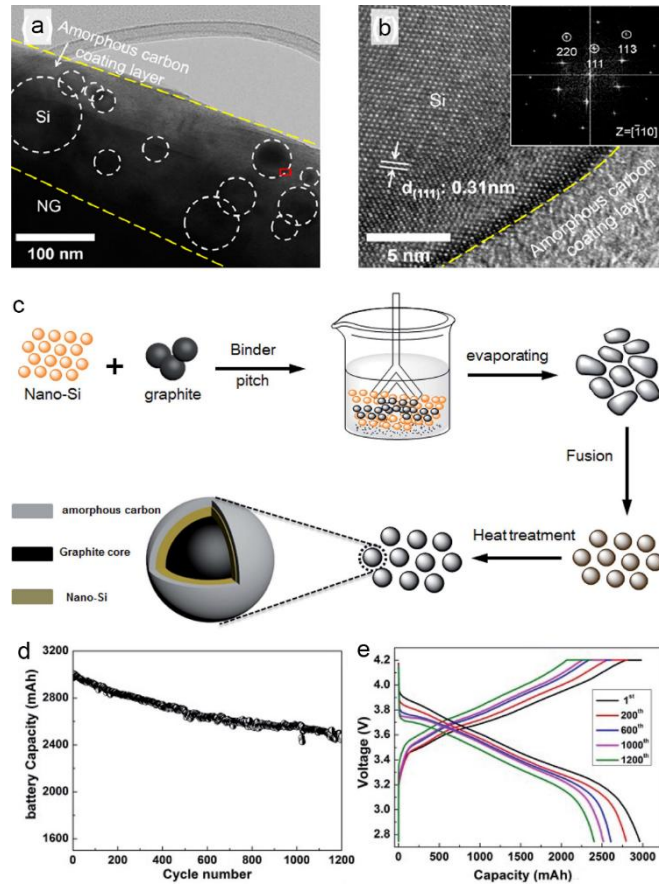 a
Amorphous carbon
coating layer
Si
NG
100 nm
b
220
111
113
Z=[1̄10]
Si
d(111): 0.31nm
5 nm
Amorphous carbon
coating layer
c
Nano-Si
+
graphite
Binder
pitch
evaporating
Fusion
Heat treatment
amorphous carbon
Graphite core
Nano-Si
d
battery Capacity (mAh)
3200
2800
2400
2000
1600
0 200 400 600 800 1000 1200
Cycle number
e
Voltage (V)
4.2
4.0
3.8
3.6
3.4
3.2
3.0
2.8
1st
200th
600th
1000th
1200th
0 500 1000 1500 2000 2500 3000
Capacity (mAh)